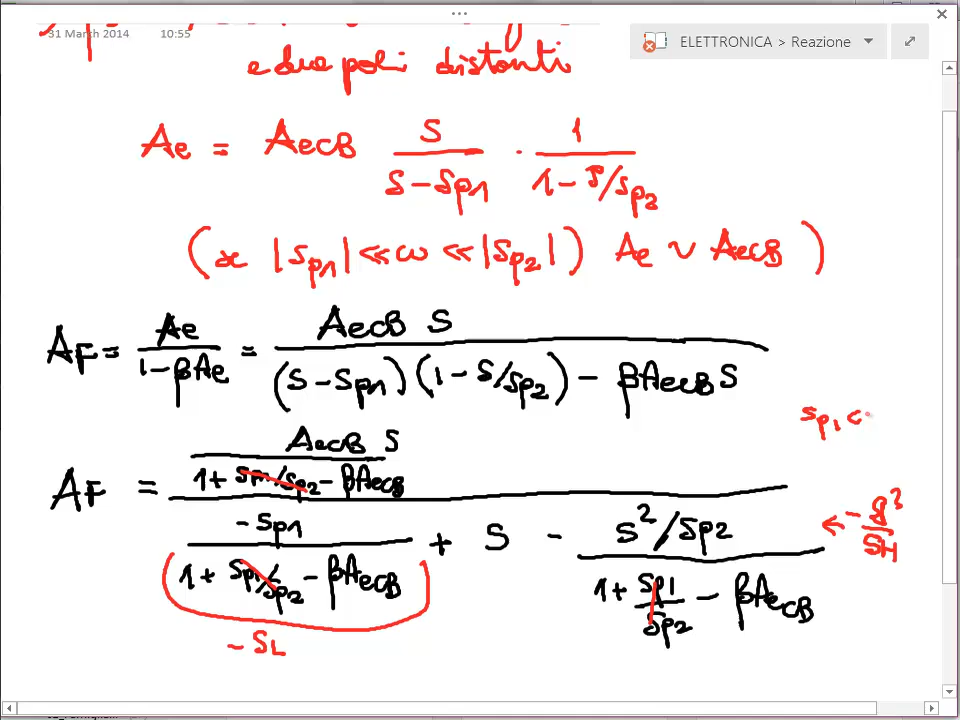 31 March 2014 10:55
ELETTRONICA > Reazione
e due poli distanti
Ae = AecB s/(s - sp1) · 1/(1 - s/sp2)
(x |sp1| << ω << |sp2|) Ae ∨ AecB)
AF = Ae/(1 - βAe) = AecB s/((s - sp1)(1 - s/sp2) - βAecB s)
sp1 c
AF = (AecB s/(1 + sp1/sp2 - βAecB))/(-sp1/(1 + sp1/sp2 - βAecB) + s - (s²/sp2)/(1 + sp1/sp2 - βAecB))
← -s²/sH
-sL